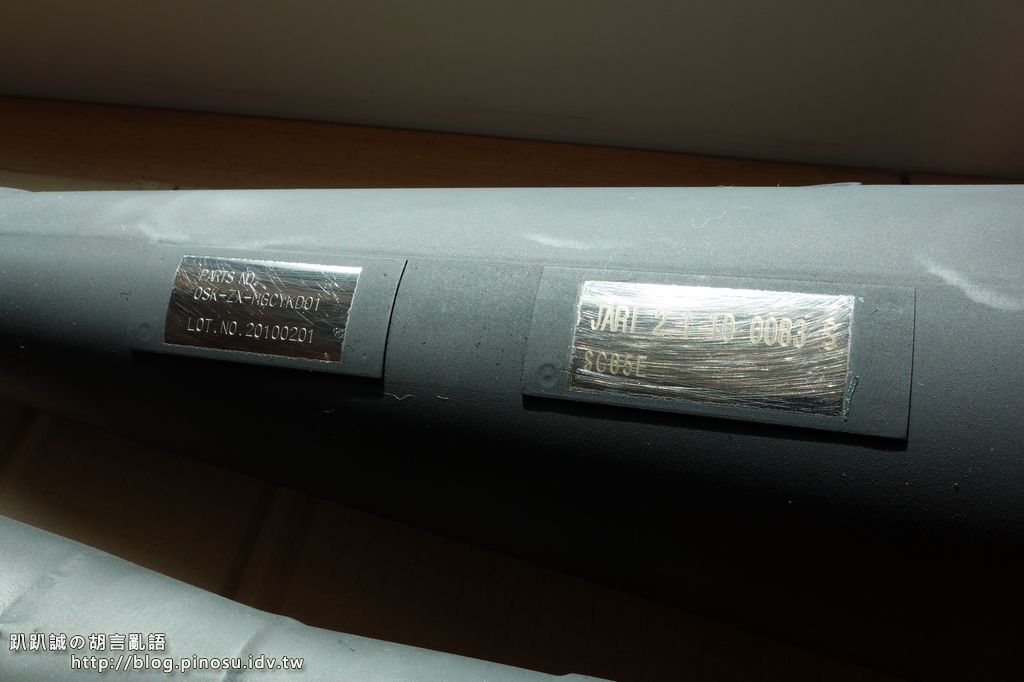 PARTS NO.
OSK-ZX-MGCYKD01
LOT.NO.20100201
JARI 2 1 10 0083 S
SC85E
趴趴誠の胡言亂語
http://blog.pinosu.idv.tw